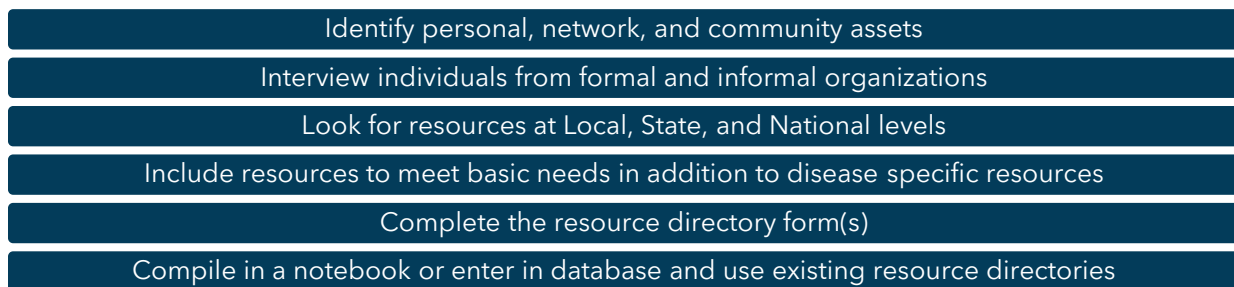 Identify personal, network, and community assets
Interview individuals from formal and informal organizations
Look for resources at Local, State, and National levels
Include resources to meet basic needs in addition to disease specific resources
Complete the resource directory form(s)
Compile in a notebook or enter in database and use existing resource directories